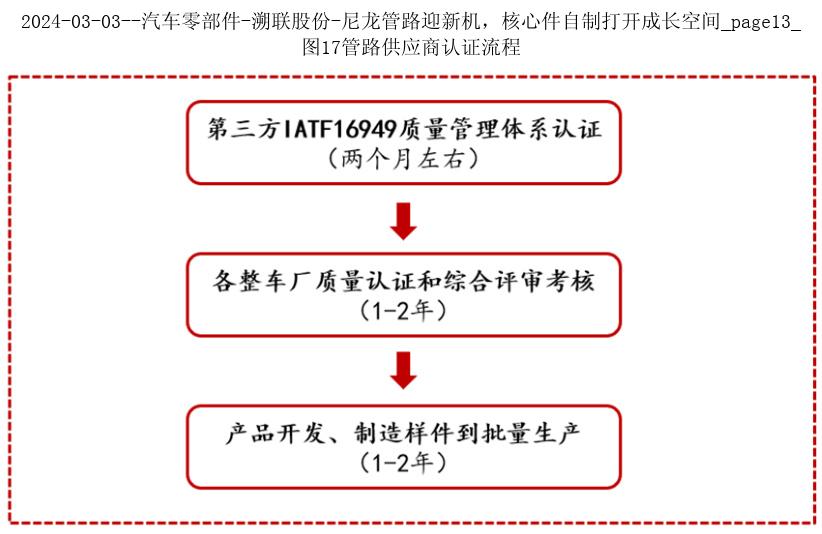 2024-03-03--汽车零部件-溯联股份-尼龙管路迎新机，核心件自制打开成长空间_page13_
图17管路供应商认证流程
第三方IATF16949质量管理体系认证
（两个月左右）
各整车厂质量认证和综合评审考核
（1-2年）
产品开发、制造样件到批量生产
（1-2年）